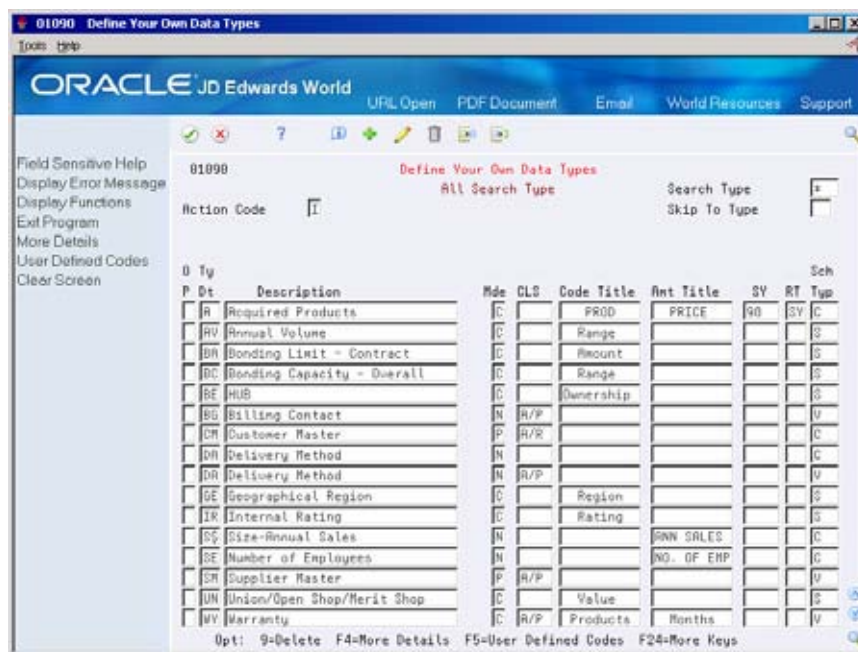 01090 Define Your Own Data Types
Tools Help
ORACLE JD Edwards World
URL Open PDF Document Email World Resources Support
Field Sensitive Help
Display Error Message
Display Functions
Exit Program
More Details
User Defined Codes
Clear Screen
01090 Define Your Own Data Types
All Search Type Search Type *
Action Code I Skip To Type
O Ty Sch
P Dt Description Mde CLS Code Title Amt Title SY RT Typ
A Acquired Products C PROD PRICE 90 SY C
AV Annual Volume C Range S
BA Bonding Limit - Contract C Amount S
BC Bonding Capacity - Overall C Range S
BE HUB C Ownership S
BG Billing Contact N A/P V
CM Customer Master P A/R C
DA Delivery Method N C
DA Delivery Method N A/P V
GE Geographical Region C Region S
IR Internal Rating C Rating S
S$ Size-Annual Sales N ANN SALES C
SE Number of Employees N NO. OF EMP C
SM Supplier Master P A/P V
UN Union/Open Shop/Merit Shop C Value S
WY Warranty C A/P Products Months V
Opt: 9=Delete F4=More Details F5=User Defined Codes F24=More Keys